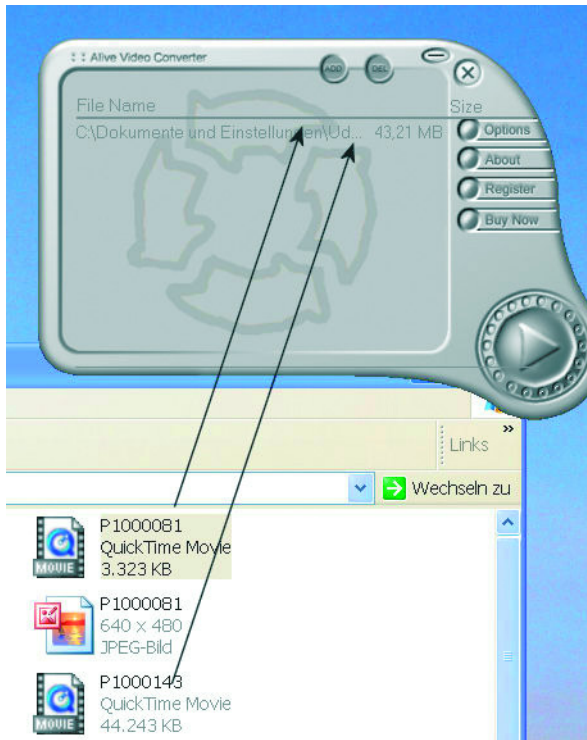 Alive Video Converter
ADD DEL
File Name Size
C:\Dokumente und Einstellungen\Ud... 43,21 MB
Options
About
Register
Buy Now
Links »
Wechseln zu
P1000081
QuickTime Movie
3.323 KB
MOVIE
P1000081
640 x 480
JPEG-Bild
P1000143
QuickTime Movie
44.243 KB
MOVIE